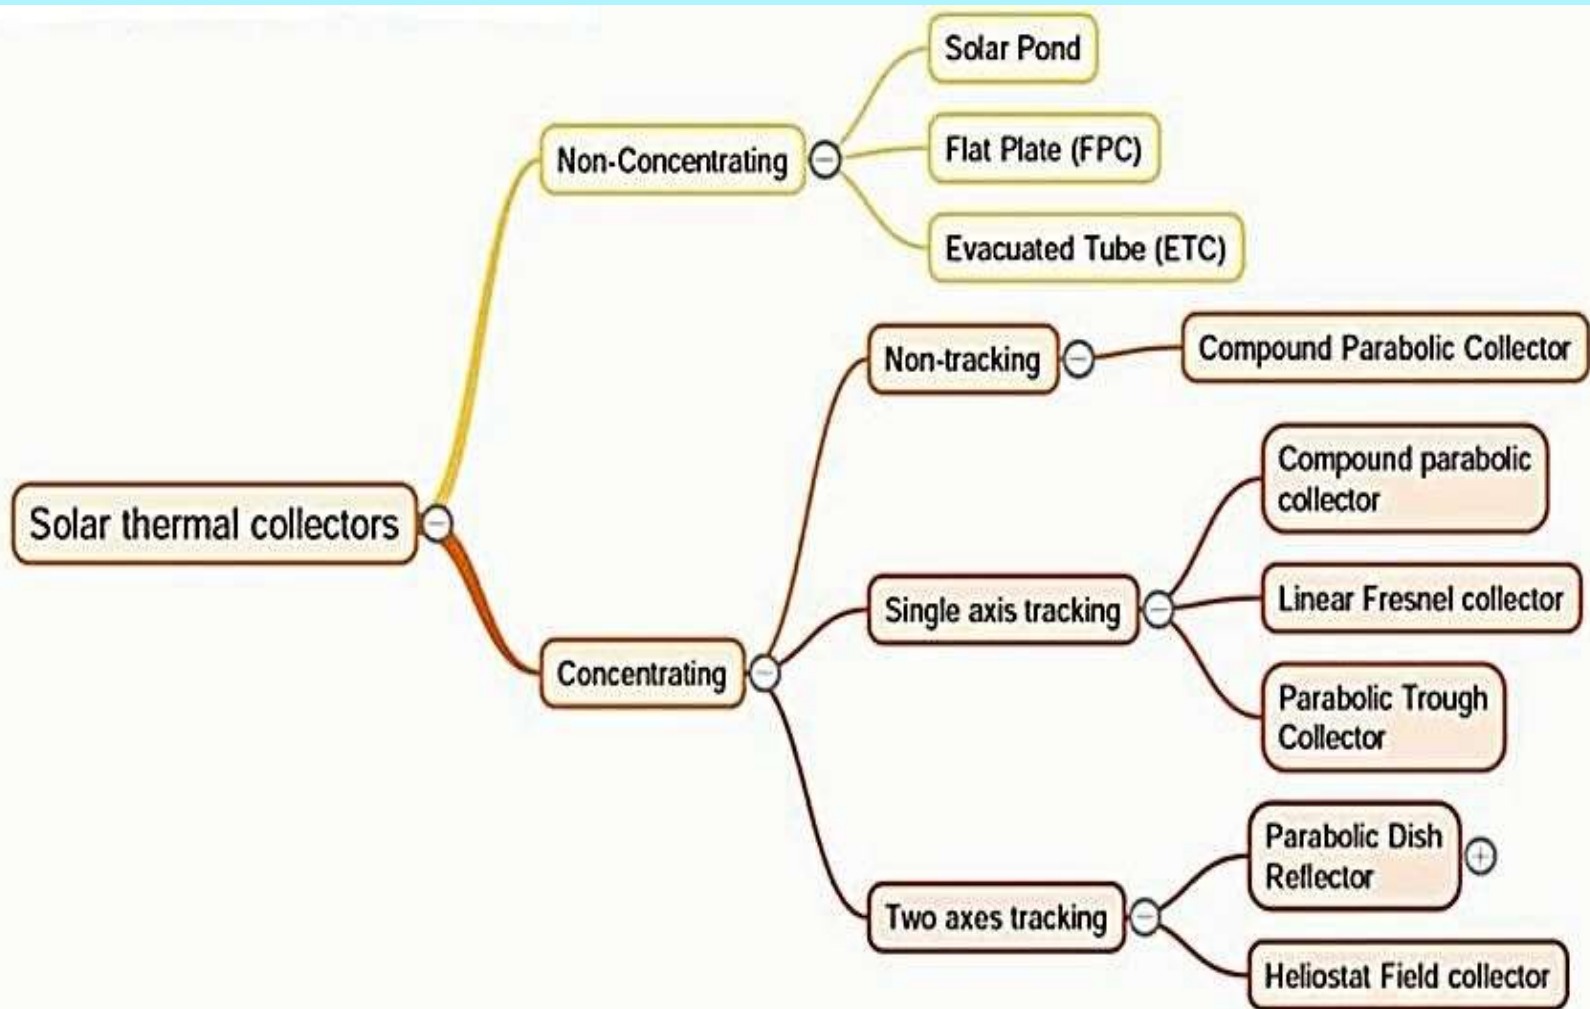 Solar Pond
Non-Concentrating
Flat Plate (FPC)
Evacuated Tube (ETC)
Non-tracking
Compound Parabolic Collector
Solar thermal collectors
Compound parabolic
collector
Single axis tracking
Linear Fresnel collector
Concentrating
Parabolic Trough
Collector
Parabolic Dish
Reflector
Two axes tracking
Heliostat Field collector